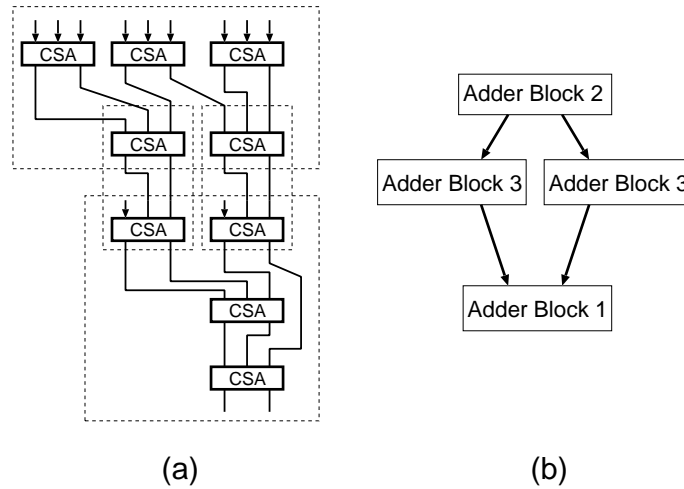 CSA CSA CSA
CSA CSA
CSA CSA
CSA
CSA
(a)
Adder Block 2
Adder Block 3 Adder Block 3
Adder Block 1
(b)